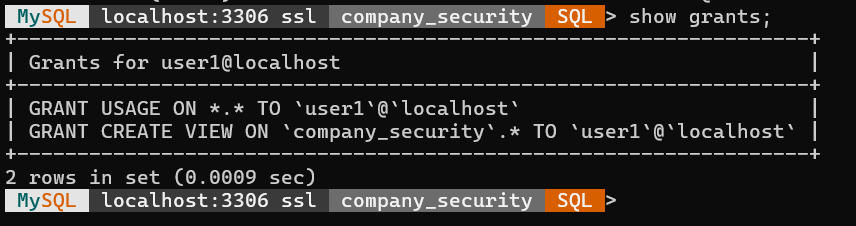 MySQL localhost:3306 ssl company_security SQL > show grants;
+--------------------------------------------------------------------+
| Grants for user1@localhost                                         |
+--------------------------------------------------------------------+
| GRANT USAGE ON *.* TO `user1`@`localhost`                          |
| GRANT CREATE VIEW ON `company_security`.* TO `user1`@`localhost` |
+--------------------------------------------------------------------+
2 rows in set (0.0009 sec)
MySQL localhost:3306 ssl company_security SQL >